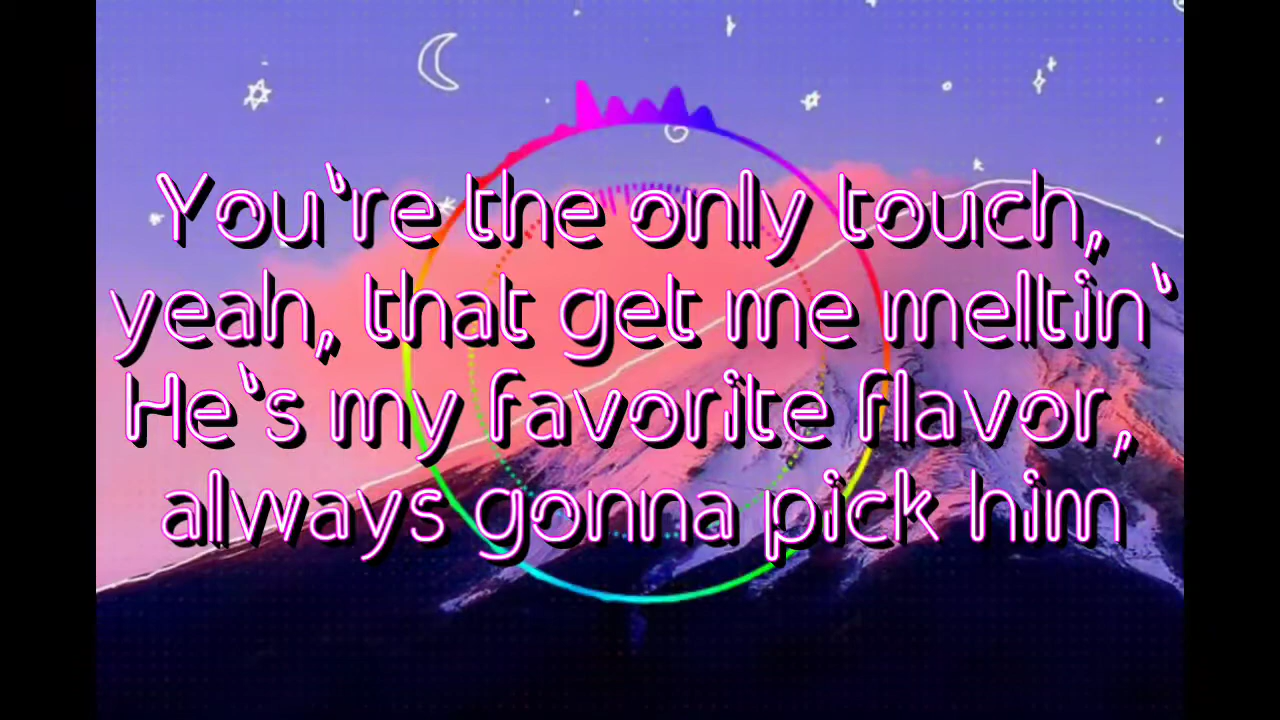 You're the only touch,
yeah, that get me meltin'
He's my favorite flavor,
always gonna pick him